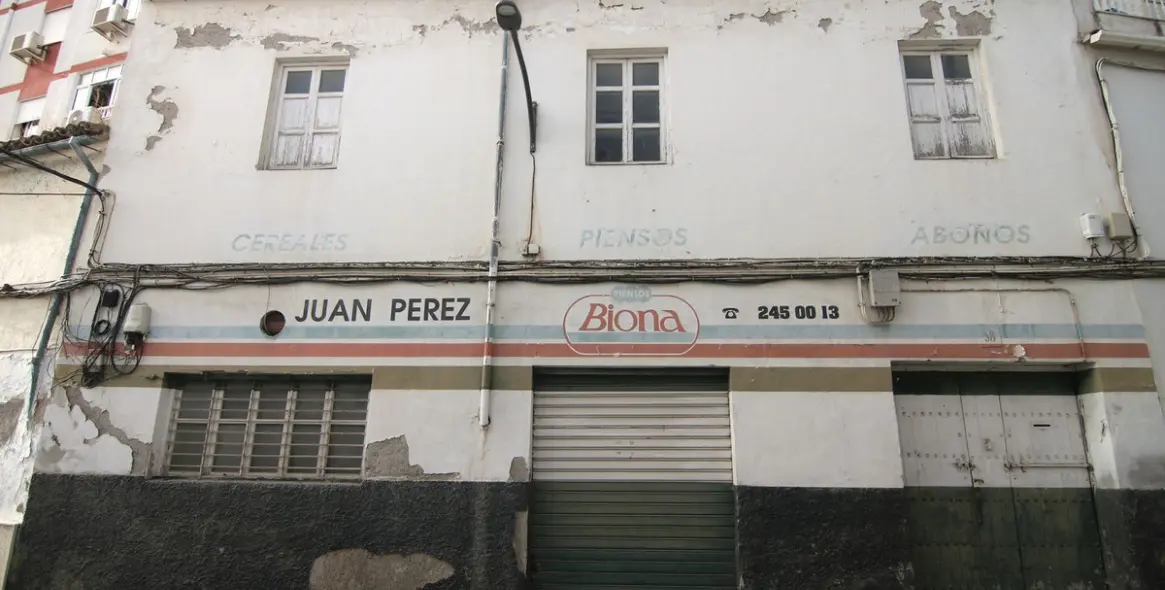 CEREALES
PIENSOS
ABONOS
JUAN PEREZ
PIENSOS
Biona
☎ 245 00 13